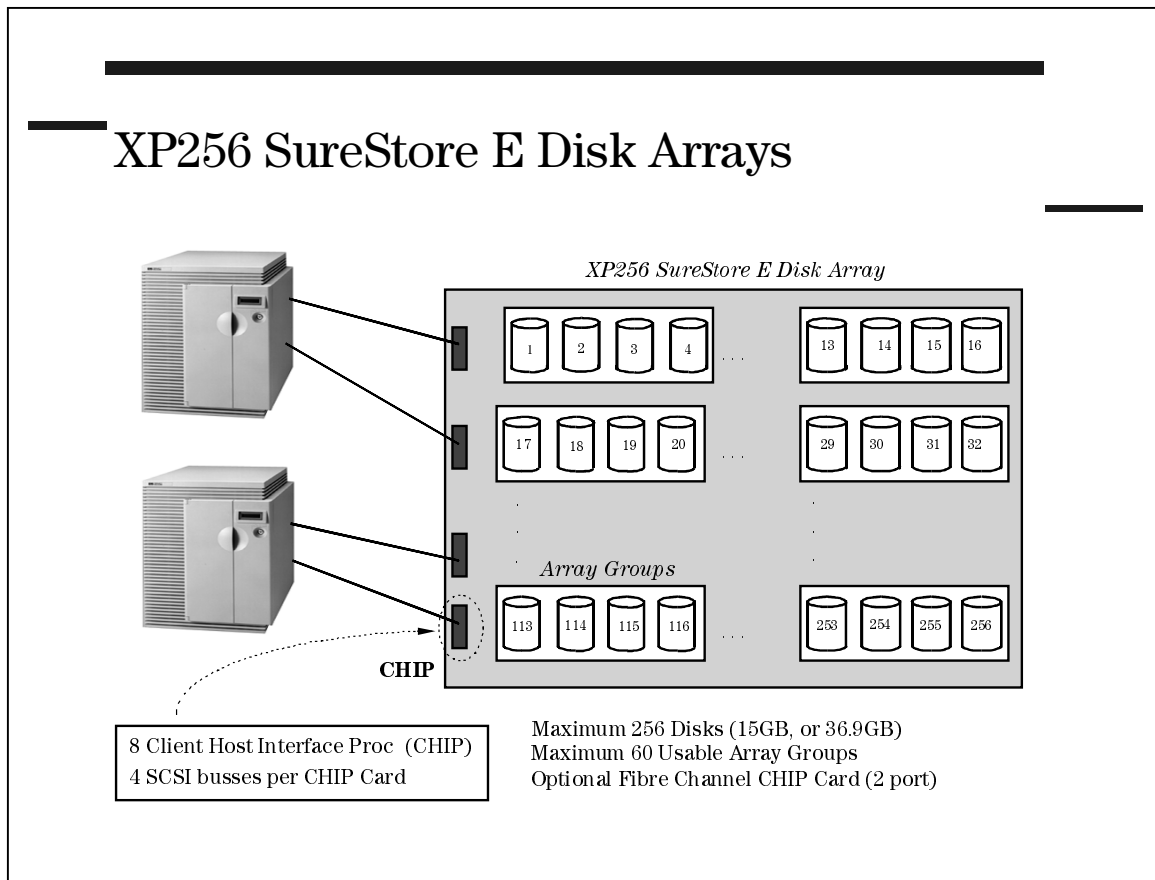 XP256 SureStore E Disk Arrays
XP256 SureStore E Disk Array
1 2 3 4 . . . 13 14 15 16
17 18 19 20 . . . 29 30 31 32
Array Groups
113 114 115 116 . . . 253 254 255 256
CHIP
8 Client Host Interface Proc (CHIP)
4 SCSI busses per CHIP Card
Maximum 256 Disks (15GB, or 36.9GB)
Maximum 60 Usable Array Groups
Optional Fibre Channel CHIP Card (2 port)